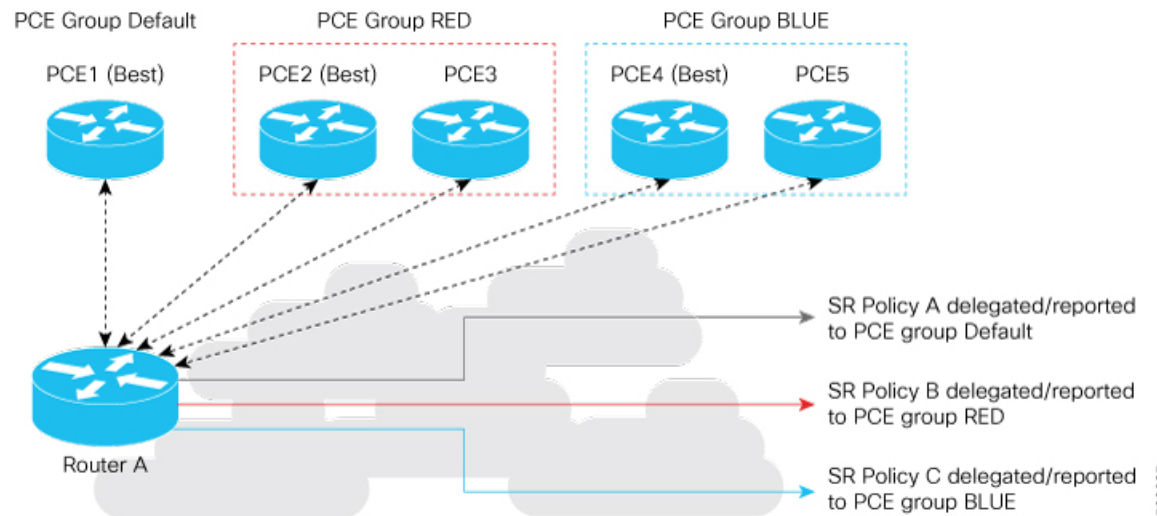 PCE Group Default
PCE Group RED
PCE Group BLUE
PCE1 (Best)
PCE2 (Best)
PCE3
PCE4 (Best)
PCE5
SR Policy A delegated/reported
to PCE group Default
SR Policy B delegated/reported
to PCE group RED
Router A
SR Policy C delegated/reported
to PCE group BLUE